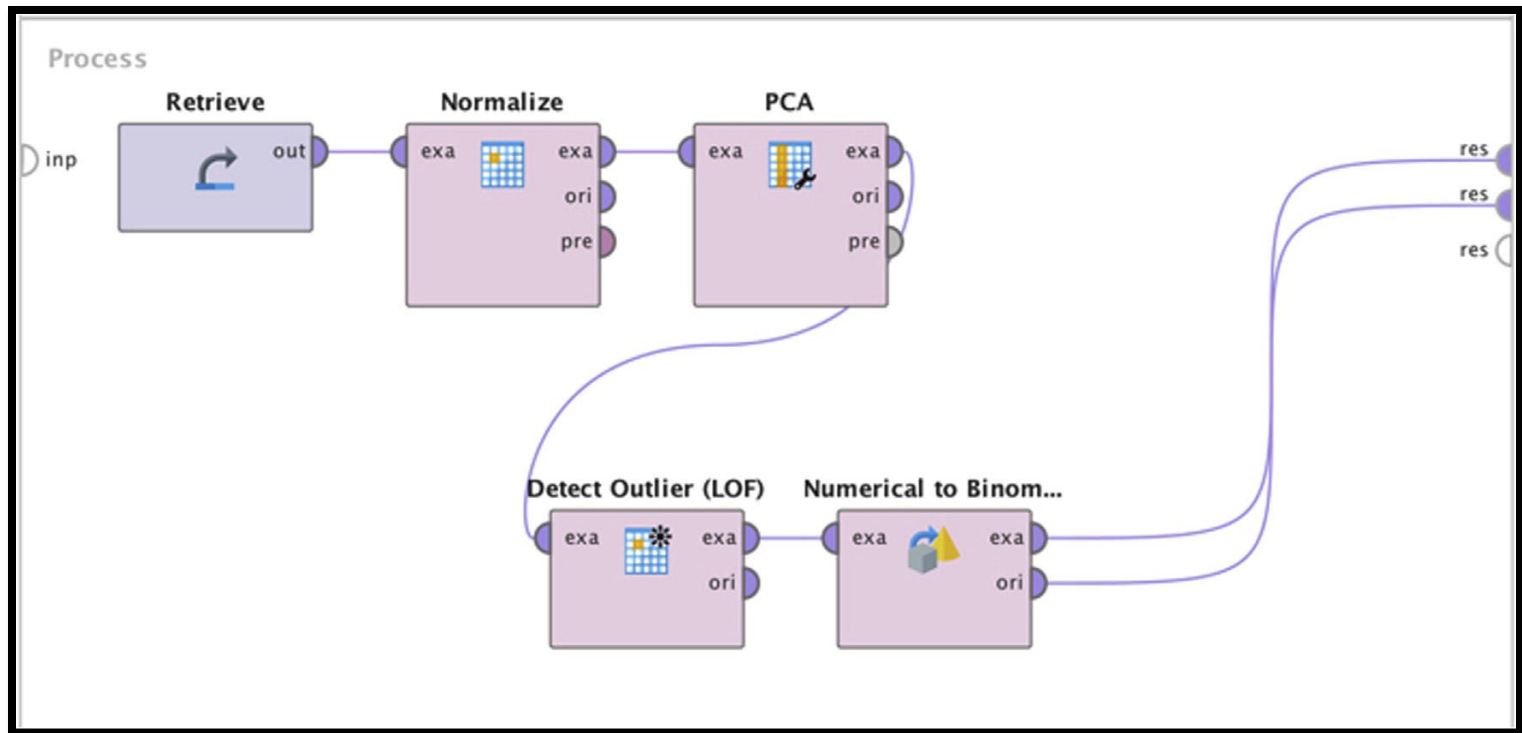 Process
Retrieve Normalize PCA
inp out exa exa exa exa res
ori ori res
pre pre res
Detect Outlier (LOF) Numerical to Binom...
exa exa exa exa
ori ori